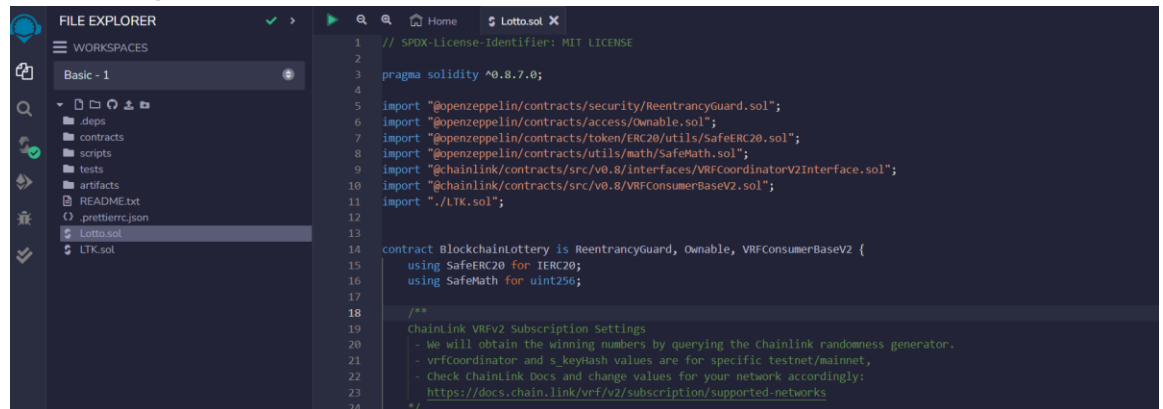 FILE EXPLORER
WORKSPACES
Basic - 1
.deps
contracts
scripts
tests
artifacts
README.txt
.prettierrc.json
Lotto.sol
LTK.sol
Home
Lotto.sol
1 // SPDX-License-Identifier: MIT LICENSE
2
3 pragma solidity ^0.8.7.0;
4
5 import "@openzeppelin/contracts/security/ReentrancyGuard.sol";
6 import "@openzeppelin/contracts/access/Ownable.sol";
7 import "@openzeppelin/contracts/token/ERC20/utils/SafeERC20.sol";
8 import "@openzeppelin/contracts/utils/math/SafeMath.sol";
9 import "@chainlink/contracts/src/v0.8/interfaces/VRFCoordinatorV2Interface.sol";
10 import "@chainlink/contracts/src/v0.8/VRFConsumerBaseV2.sol";
11 import "./LTK.sol";
12
13
14 contract BlockchainLottery is ReentrancyGuard, Ownable, VRFConsumerBaseV2 {
15 using SafeERC20 for IERC20;
16 using SafeMath for uint256;
17
18 /**
19 ChainLink VRFv2 Subscription Settings
20 - We will obtain the winning numbers by querying the Chainlink randomness generator.
21 - vrfCoordinator and s_keyHash values are for specific testnet/mainnet,
22 - Check ChainLink Docs and change values for your network accordingly:
23 https://docs.chain.link/vrf/v2/subscription/supported-networks
24 */